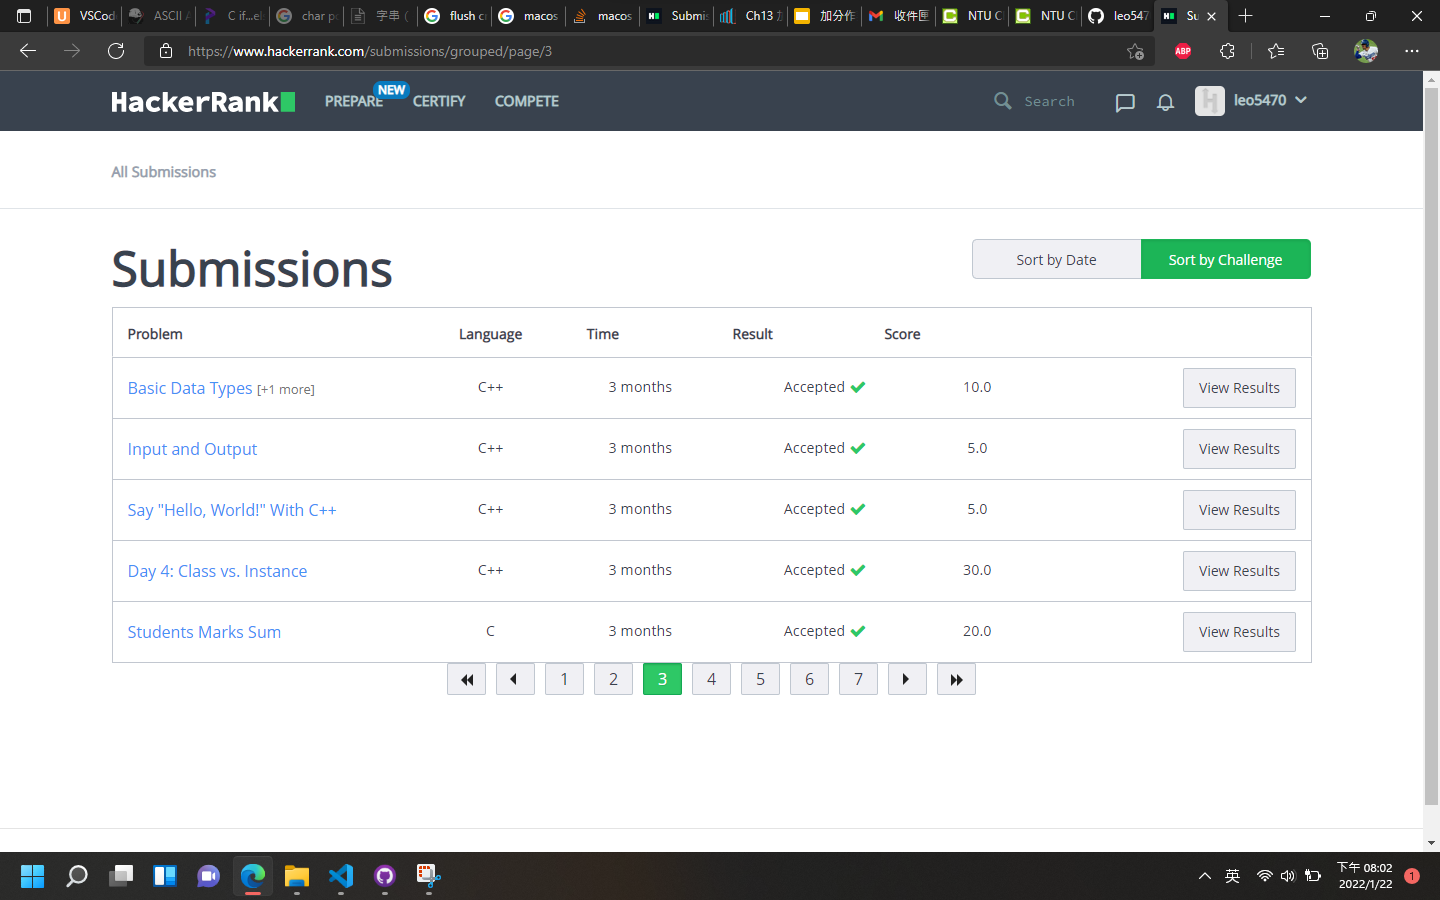 VSCod
ASCII A
C if...el
char po
字串 (
flush c
macos
macos
Submis
Ch13 加
加分作
收件匣
NTU C
NTU C
leo547
Su
https://www.hackerrank.com/submissions/grouped/page/3
ABP
HackerRank
PREPARE
NEW
CERTIFY
COMPETE
Search
leo5470
All Submissions
Submissions
Sort by Date
Sort by Challenge
Problem Language Time Result Score
Basic Data Types [+1 more] C++ 3 months Accepted 10.0 View Results
Input and Output C++ 3 months Accepted 5.0 View Results
Say "Hello, World!" With C++ C++ 3 months Accepted 5.0 View Results
Day 4: Class vs. Instance C++ 3 months Accepted 30.0 View Results
Students Marks Sum C 3 months Accepted 20.0 View Results
1 2 3 4 5 6 7
英
下午 08:02
2022/1/22
1